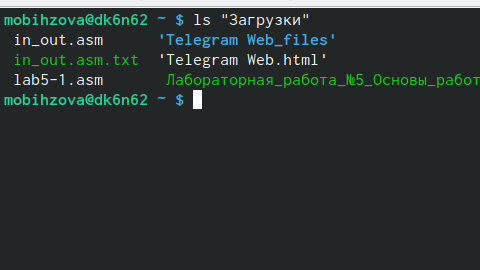 mobihzova@dk6n62 ~ $ ls "Загрузки"
in_out.asm 'Telegram Web_files'
in_out.asm.txt 'Telegram Web.html'
lab5-1.asm Лабораторная_работа_№5_Основы_работ
mobihzova@dk6n62 ~ $